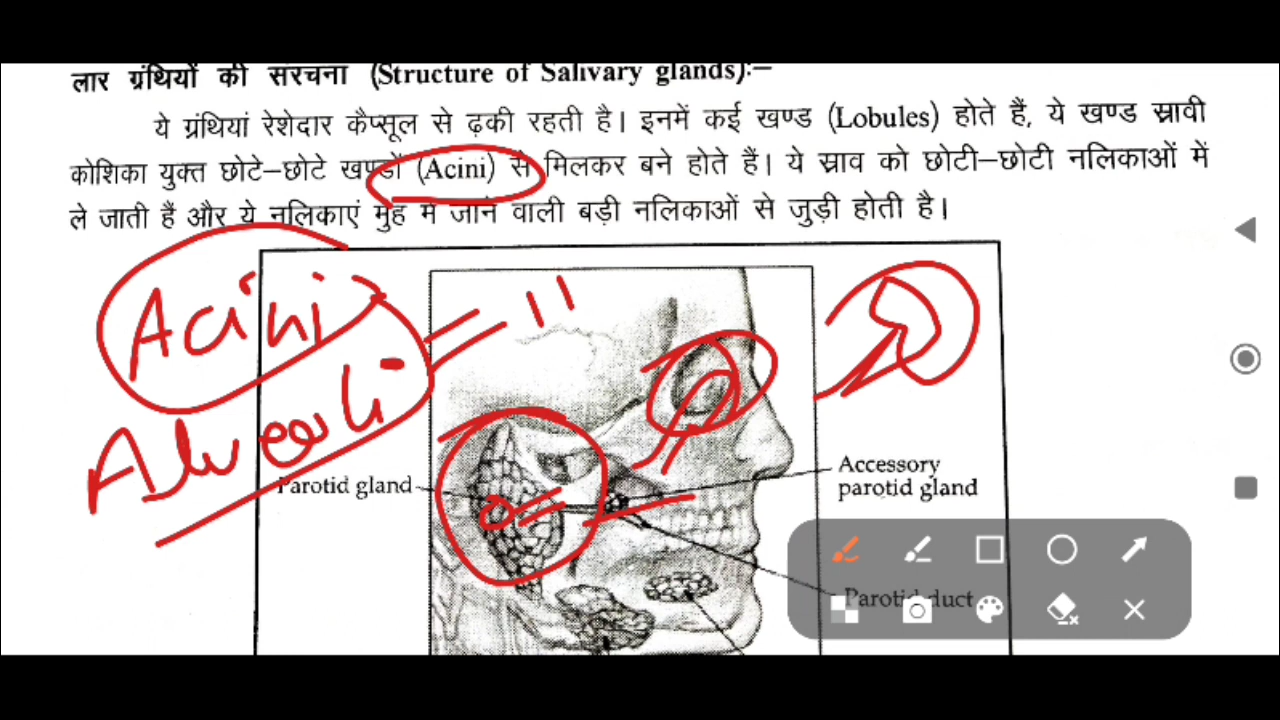 लार ग्रंथियों की संरचना (Structure of Salivary glands):–
ये ग्रंथियां रेशेदार कैप्सूल से ढ़की रहती है। इनमें कई खण्ड (Lobules) होते हैं, ये खण्ड स्रावी
कोशिका युक्त छोटे–छोटे खण्डों (Acini) से मिलकर बने होते हैं। ये स्राव को छोटी–छोटी नलिकाओं में
ले जाती हैं और ये नलिकाएं मुंह में जाने वाली बड़ी नलिकाओं से जुड़ी होती है।
Acini
Alveoli
Parotid gland
Accessory
parotid gland
Parotid duct